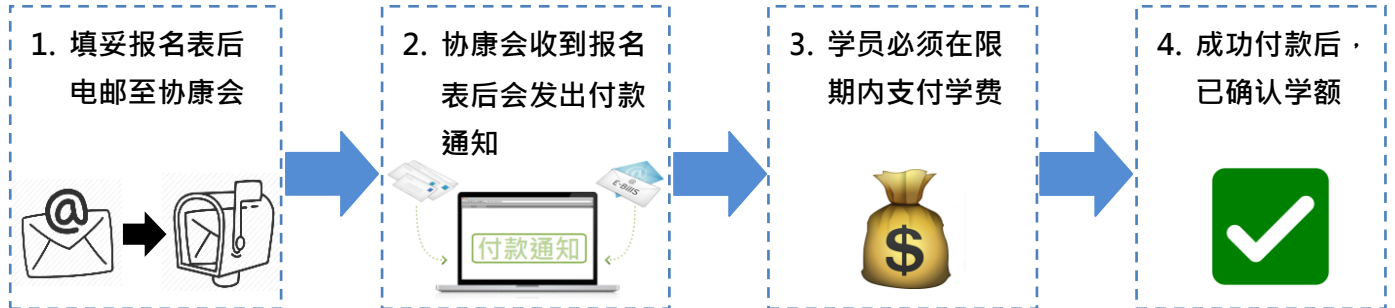 1. 填妥报名表后
电邮至协康会
@
2. 协康会收到报名
表后会发出付款
通知
@
E-BillS
付款通知
3. 学员必须在限
期内支付学费
$
4. 成功付款后，
已确认学额